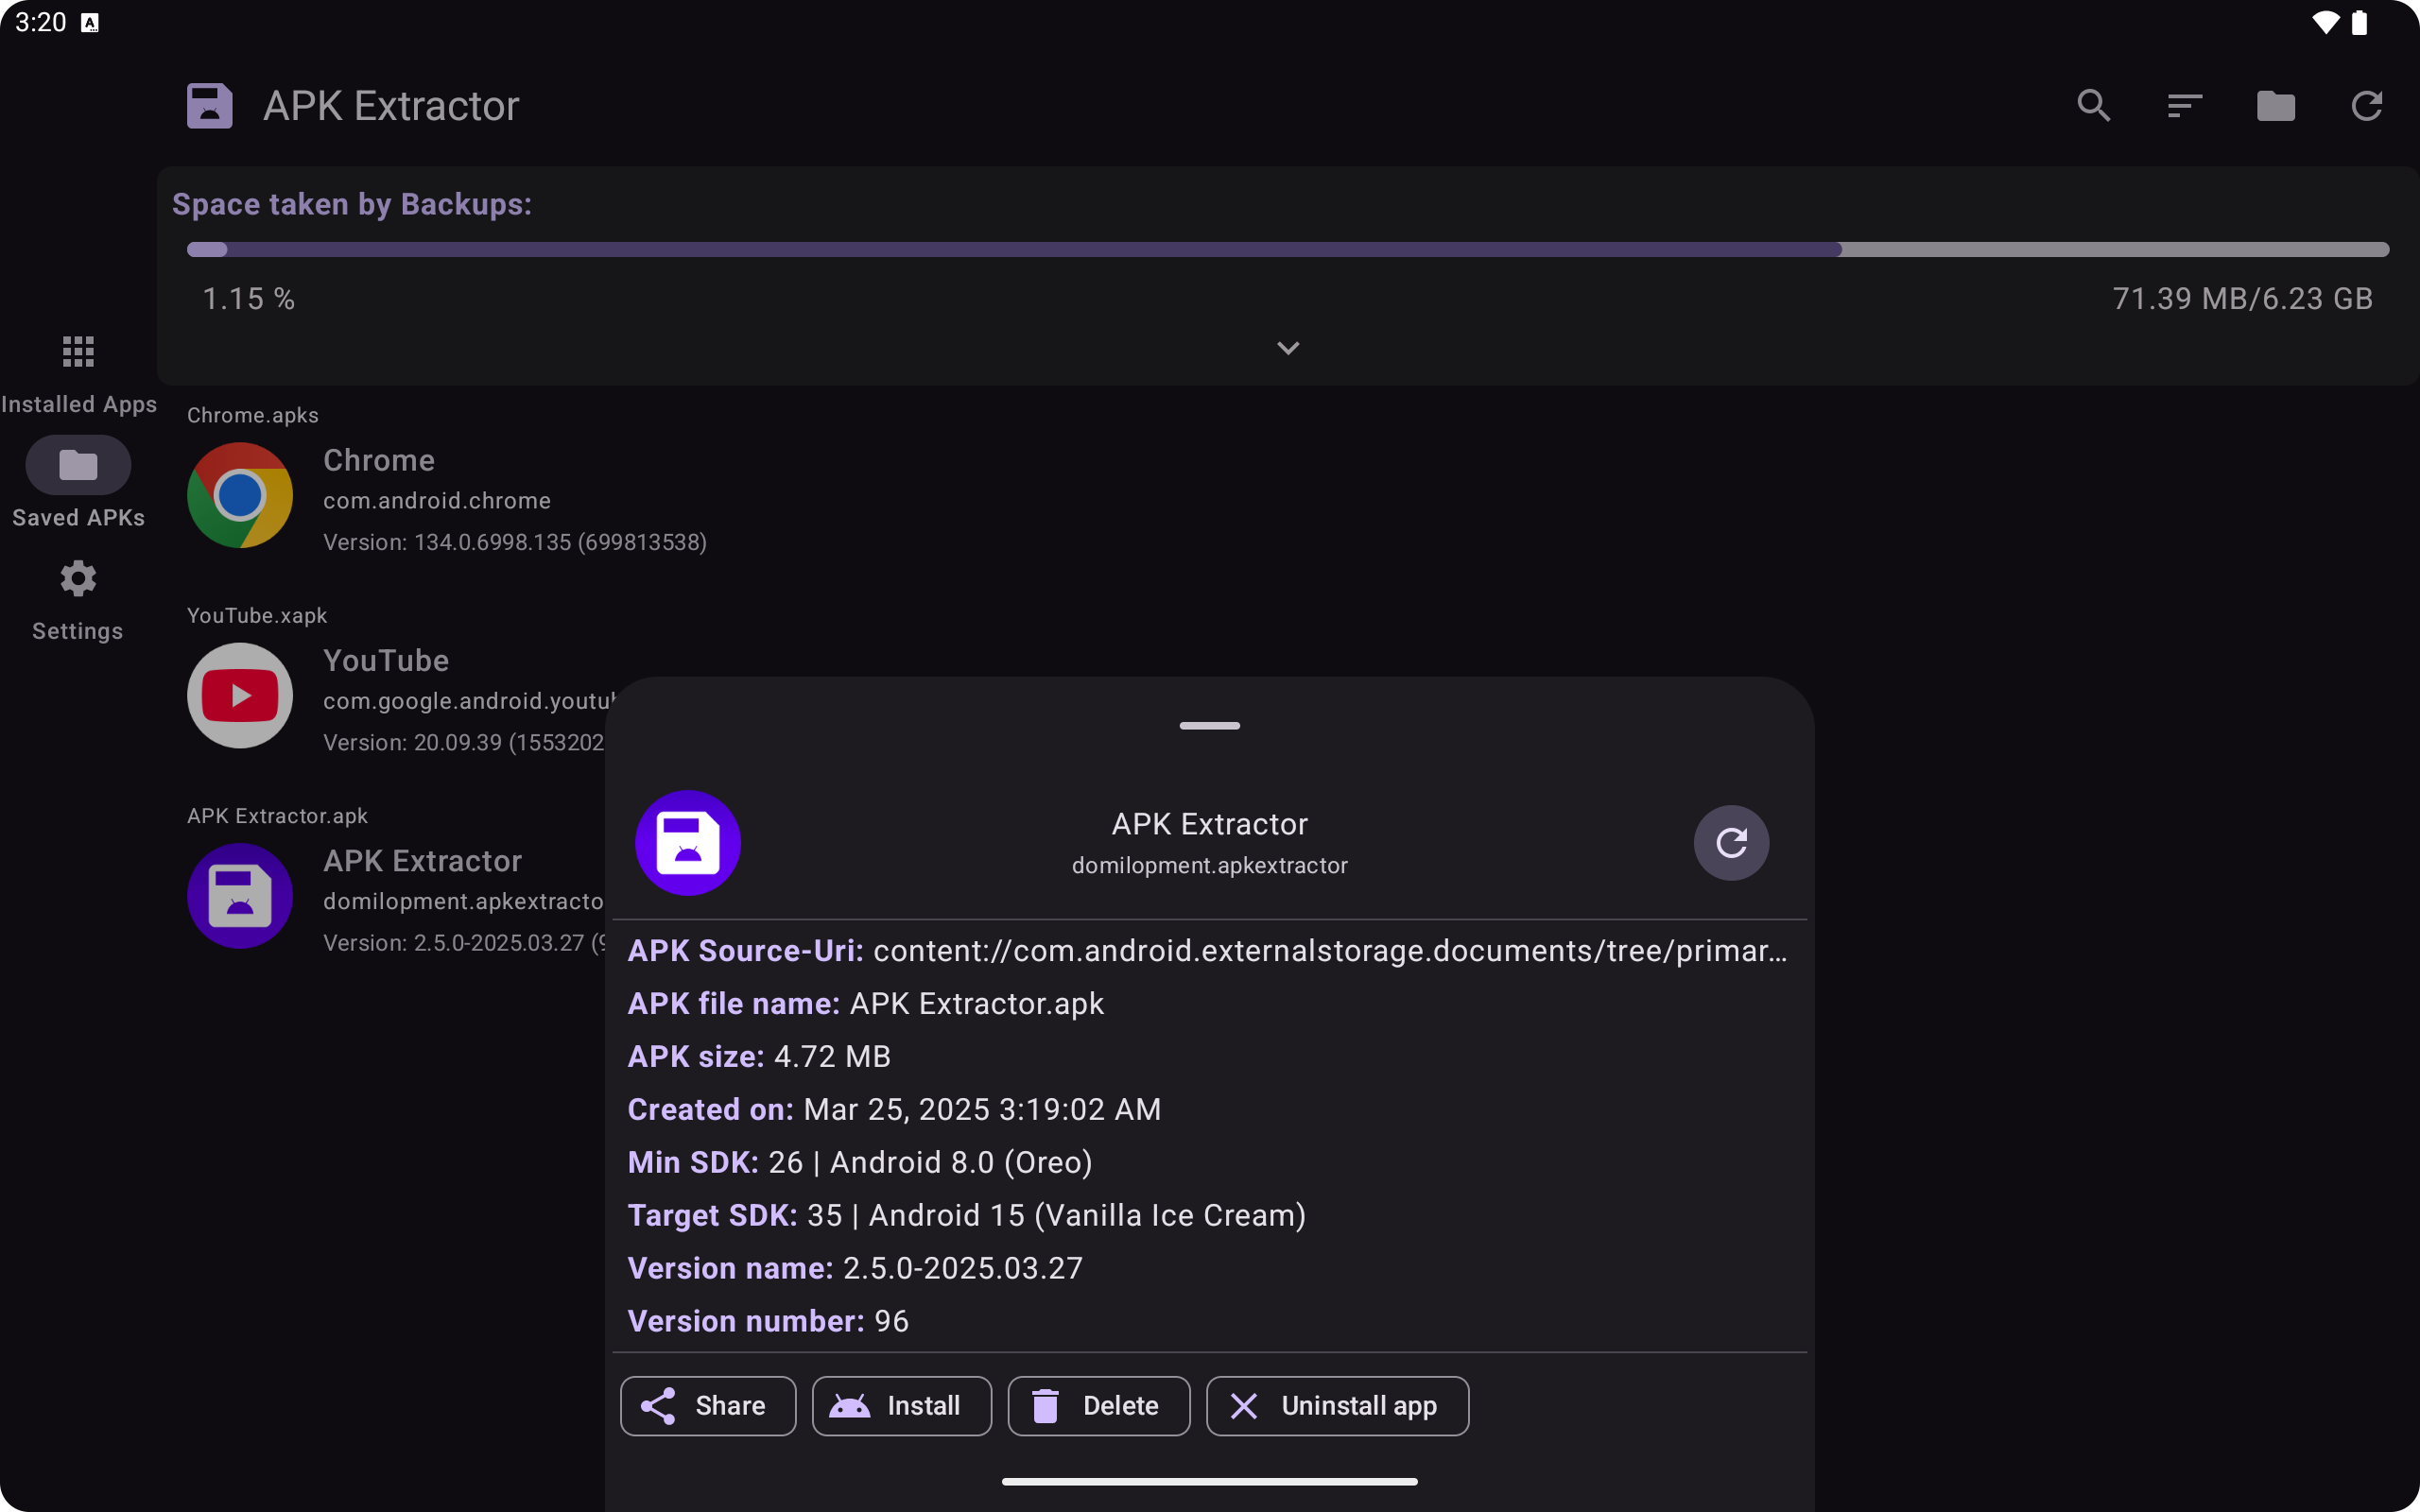 3:20
APK Extractor
Space taken by Backups:
1.15 %
71.39 MB/6.23 GB
Installed Apps
Saved APKs
Settings
Chrome.apks
Chrome
com.android.chrome
Version: 134.0.6998.135 (699813538)
YouTube.xapk
YouTube
com.google.android.youtu
Version: 20.09.39 (1553202
APK Extractor.apk
APK Extractor
domilopment.apkextracto
Version: 2.5.0-2025.03.27 (9
APK Extractor
domilopment.apkextractor
APK Source-Uri: content://com.android.externalstorage.documents/tree/primar...
APK file name: APK Extractor.apk
APK size: 4.72 MB
Created on: Mar 25, 2025 3:19:02 AM
Min SDK: 26 | Android 8.0 (Oreo)
Target SDK: 35 | Android 15 (Vanilla Ice Cream)
Version name: 2.5.0-2025.03.27
Version number: 96
Share
Install
Delete
Uninstall app